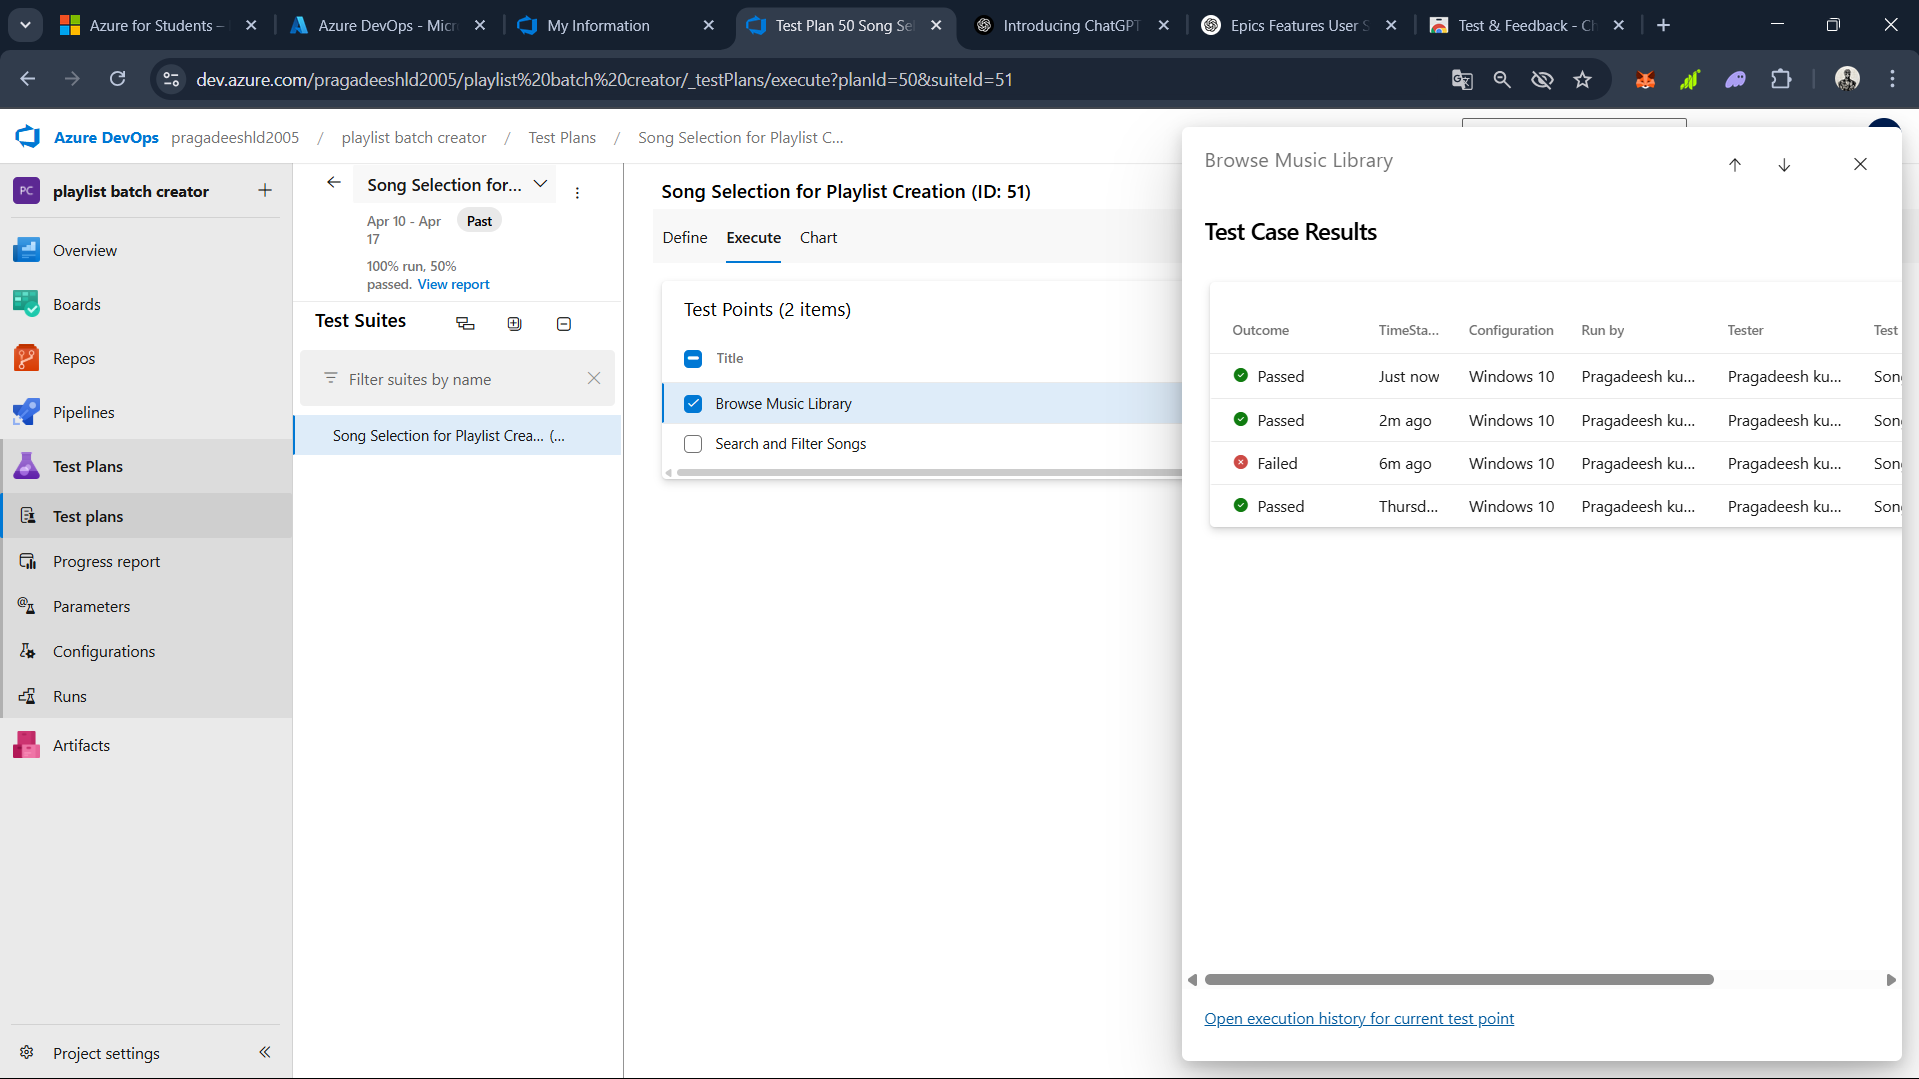 Azure for Students –
Azure DevOps - Micr
My Information
Test Plan 50 Song Se
Introducing ChatGPT
Epics Features User S
Test & Feedback - Ch
dev.azure.com/pragadeeshld2005/playlist%20batch%20creator/_testPlans/execute?planId=50&suiteId=51
Azure DevOps
pragadeeshld2005 / playlist batch creator / Test Plans / Song Selection for Playlist C...
PC
playlist batch creator
Overview
Boards
Repos
Pipelines
Test Plans
Test plans
Progress report
Parameters
Configurations
Runs
Artifacts
Project settings
Song Selection for...
Apr 10 - Apr
17
Past
100% run, 50%
passed. View report
Test Suites
Filter suites by name
Song Selection for Playlist Crea... (...
Song Selection for Playlist Creation (ID: 51)
Define Execute Chart
Test Points (2 items)
Title
Browse Music Library
Search and Filter Songs
Browse Music Library
Test Case Results
Outcome TimeSta... Configuration Run by Tester Test
Passed Just now Windows 10 Pragadeesh ku... Pragadeesh ku... Son
Passed 2m ago Windows 10 Pragadeesh ku... Pragadeesh ku... Son
Failed 6m ago Windows 10 Pragadeesh ku... Pragadeesh ku... Son
Passed Thursd... Windows 10 Pragadeesh ku... Pragadeesh ku... Son
Open execution history for current test point